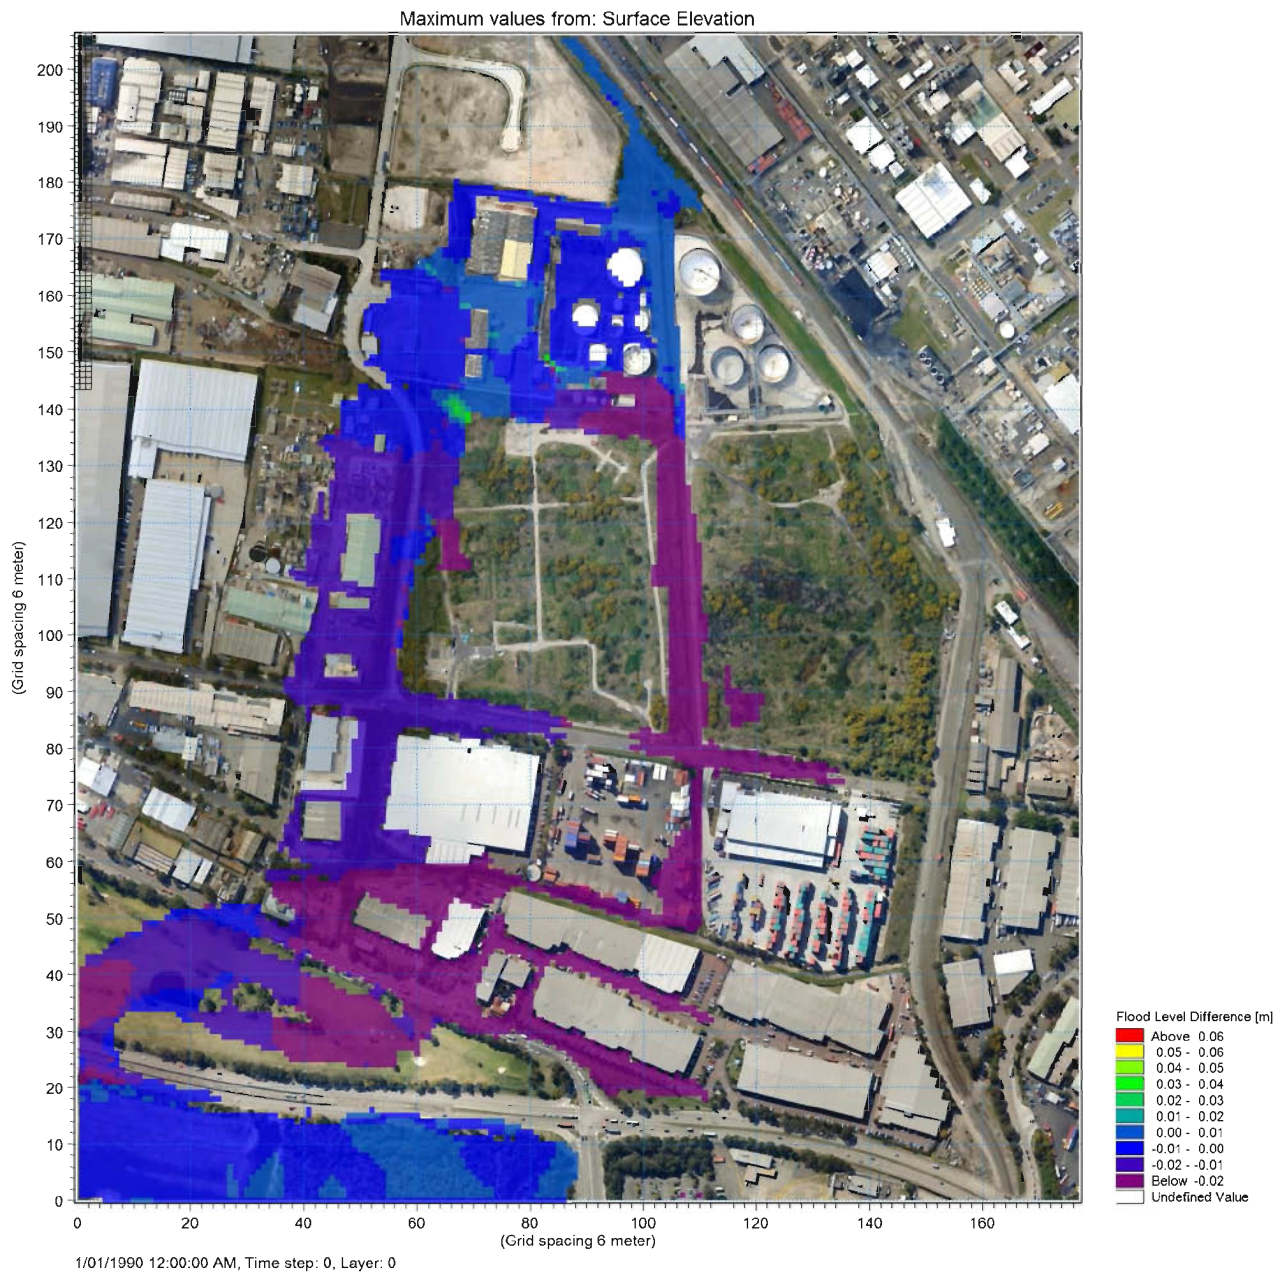 Maximum values from: Surface Elevation
200
190
180
170
160
150
140
130
120
110
100
90
80
70
60
50
40
30
20
10
0
(Grid spacing 6 meter)
0 20 40 60 80 100 120 140 160
(Grid spacing 6 meter)
Flood Level Difference [m]
Above 0.06
0.05 - 0.06
0.04 - 0.05
0.03 - 0.04
0.02 - 0.03
0.01 - 0.02
0.00 - 0.01
-0.01 - 0.00
-0.02 - -0.01
Below -0.02
Undefined Value
1/01/1990 12:00:00 AM, Time step: 0, Layer: 0